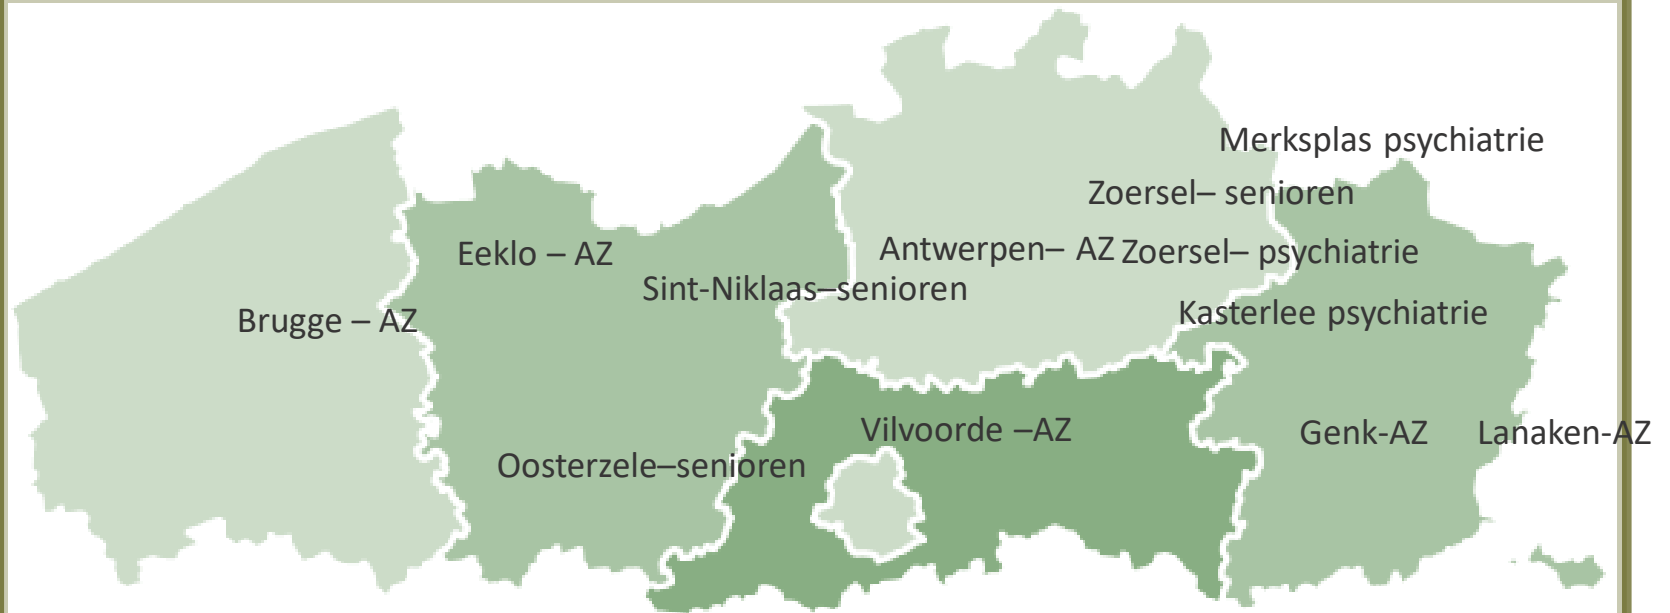 Merksplas psychiatrie
Zoersel– senioren
Eeklo – AZ
Antwerpen– AZ
Zoersel– psychiatrie
Sint-Niklaas–senioren
Brugge – AZ
Kasterlee psychiatrie
Vilvoorde –AZ
Genk-AZ
Lanaken-AZ
Oosterzele–senioren